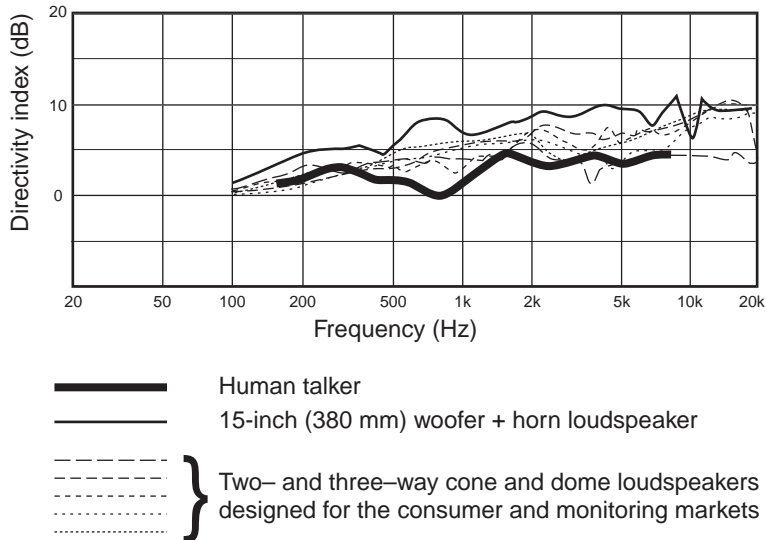 20
10
0
Directivity index (dB)
20 50 100 200 500 1k 2k 5k 10k 20k
Frequency (Hz)
Human talker
15-inch (380 mm) woofer + horn loudspeaker
Two– and three–way cone and dome loudspeakers
designed for the consumer and monitoring markets